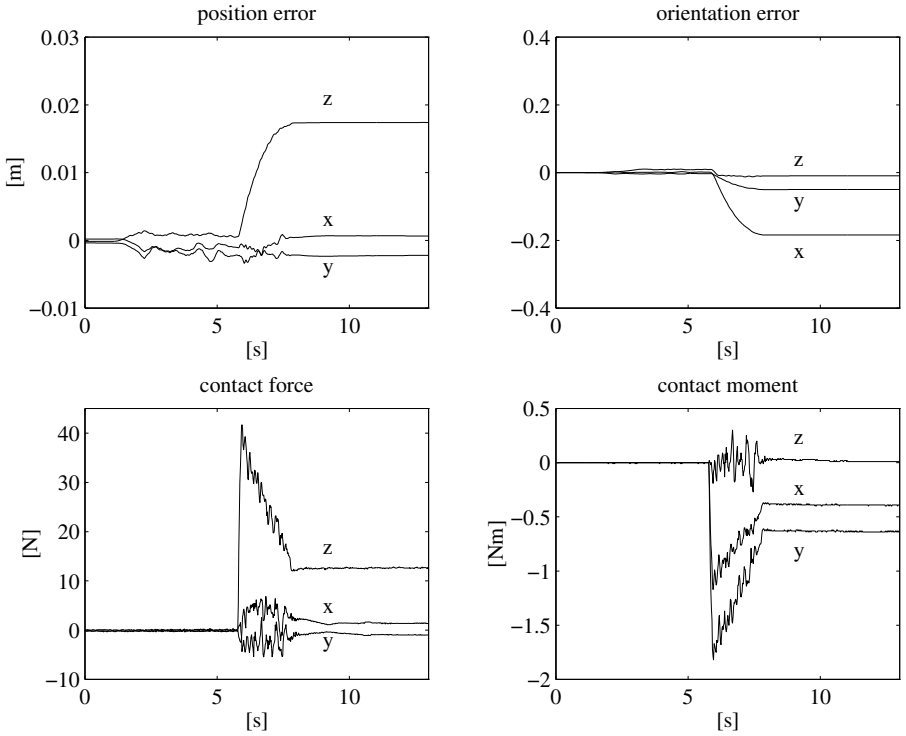 position error
0.03
0.02
0.01
0
−0.01
[m]
z
x
y
0
5
10
[s]
orientation error
0.4
0.2
0
−0.2
−0.4
z
y
x
0
5
10
[s]
contact force
40
30
20
10
0
−10
[N]
z
x
y
0
5
10
[s]
contact moment
0.5
0
−0.5
−1
−1.5
−2
[Nm]
z
x
y
0
5
10
[s]